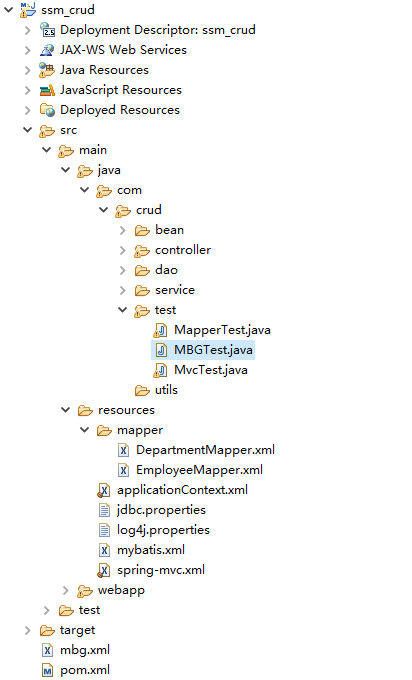 ssm_crud
Deployment Descriptor: ssm_crud
JAX-WS Web Services
Java Resources
JavaScript Resources
Deployed Resources
src
main
java
com
crud
bean
controller
dao
service
test
MapperTest.java
MBGTest.java
MvcTest.java
utils
resources
mapper
DepartmentMapper.xml
EmployeeMapper.xml
applicationContext.xml
jdbc.properties
log4j.properties
mybatis.xml
spring-mvc.xml
webapp
test
target
mbg.xml
pom.xml